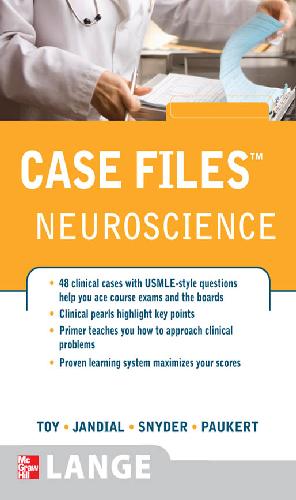 CASE FILES™
NEUROSCIENCE
• 48 clinical cases with USMLE-style questions
help you ace course exams and the boards
• Clinical pearls highlight key points
• Primer teaches you how to approach clinical
problems
• Proven learning system maximizes your scores
TOY • JANDIAL • SNYDER • PAUKERT
Mc
Graw
Hill
LANGE